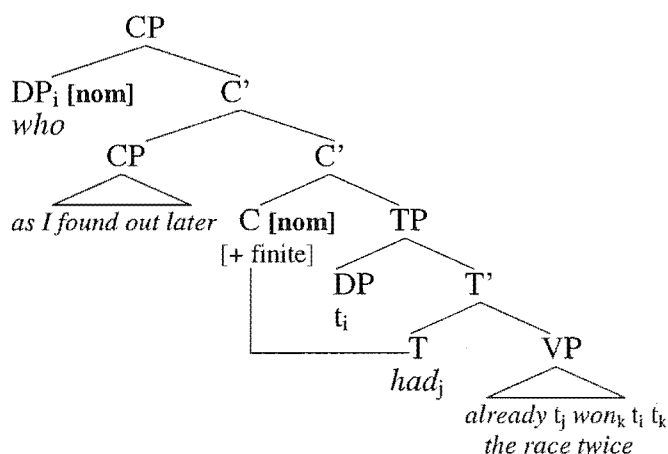 CP
DPi [nom] C’
who
CP C’
as I found out later C [nom] TP
[+ finite]
DP T’
ti
T VP
hadj
already tj wonk ti tk
the race twice